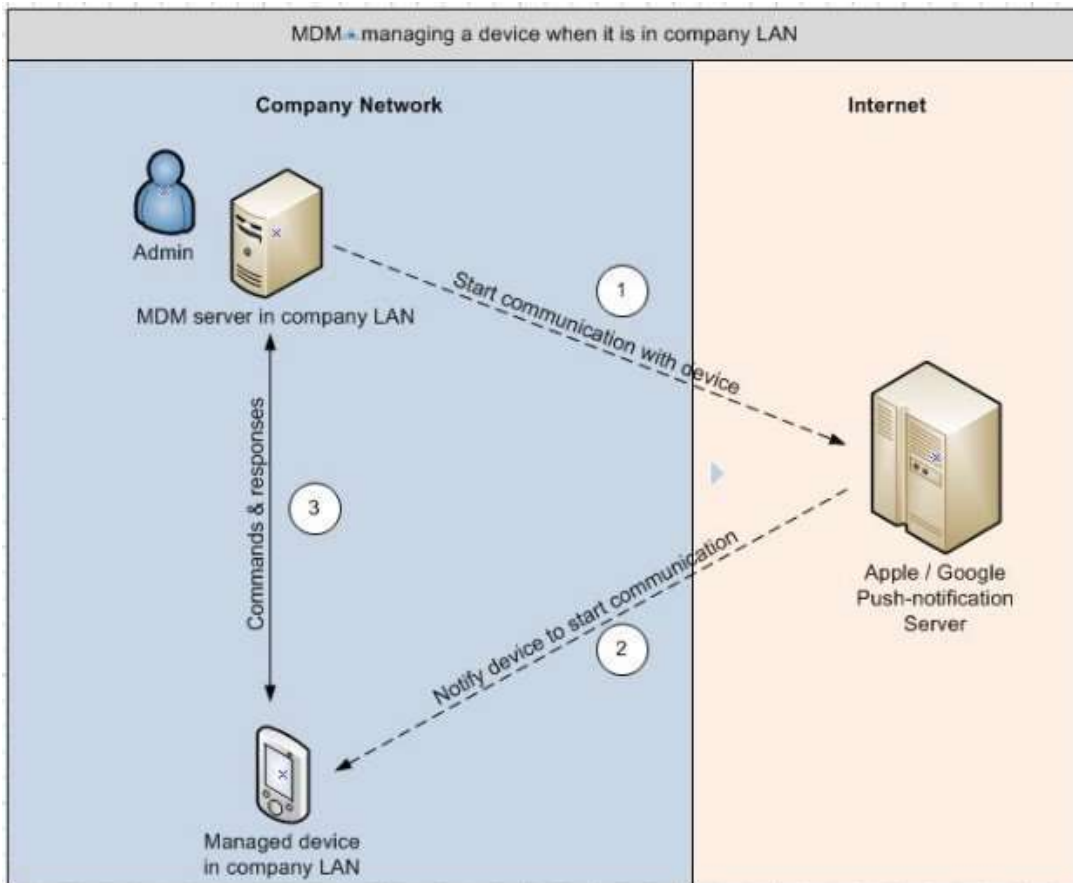 MDM - managing a device when it is in company LAN
Company Network
Internet
Admin
MDM server in company LAN
1
Start communication with device
Commands & responses
3
Apple / Google
Push-notification
Server
Notify device to start communication
2
Managed device
in company LAN